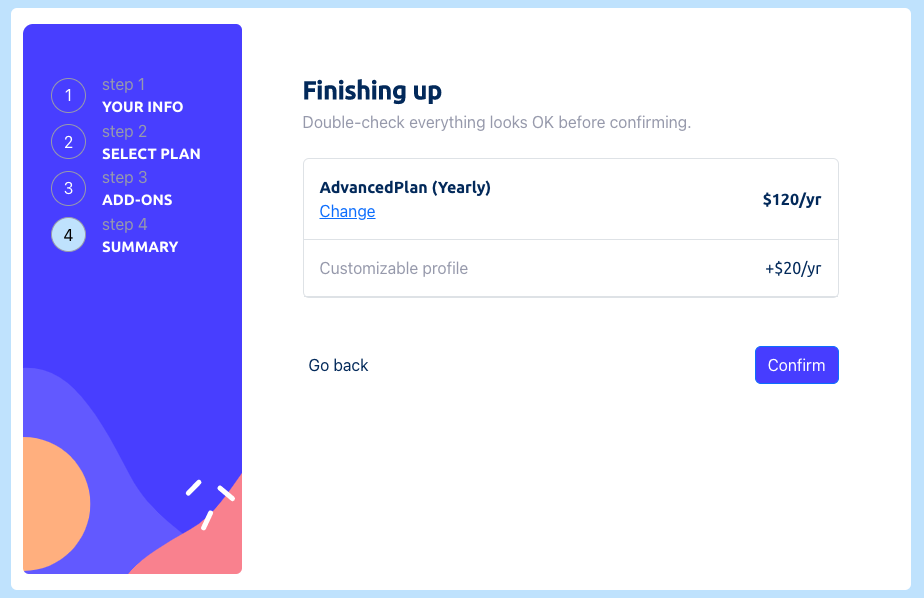 1
step 1
YOUR INFO
2
step 2
SELECT PLAN
3
step 3
ADD-ONS
4
step 4
SUMMARY
Finishing up
Double-check everything looks OK before confirming.
AdvancedPlan (Yearly)
Change
$120/yr
Customizable profile
+$20/yr
Go back
Confirm